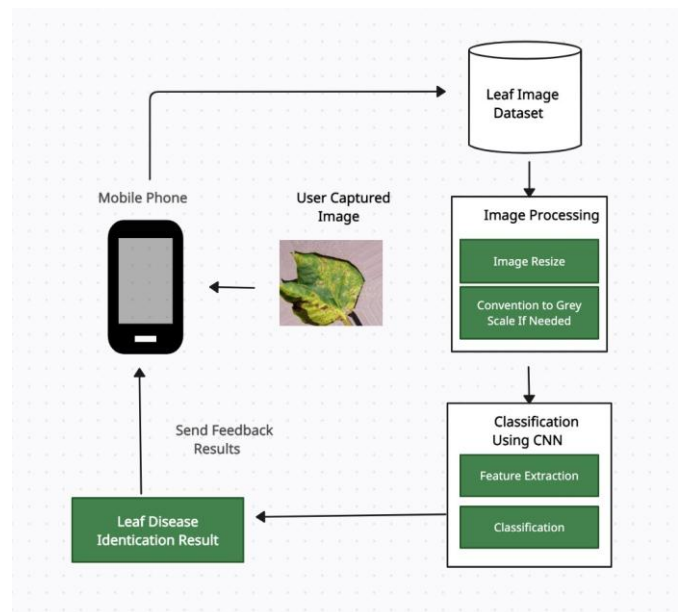 Leaf Image
Dataset
Mobile Phone
User Captured
Image
Image Processing
Image Resize
Convention to Grey
Scale If Needed
Classification
Using CNN
Feature Extraction
Classification
Send Feedback
Results
Leaf Disease
Identication Result